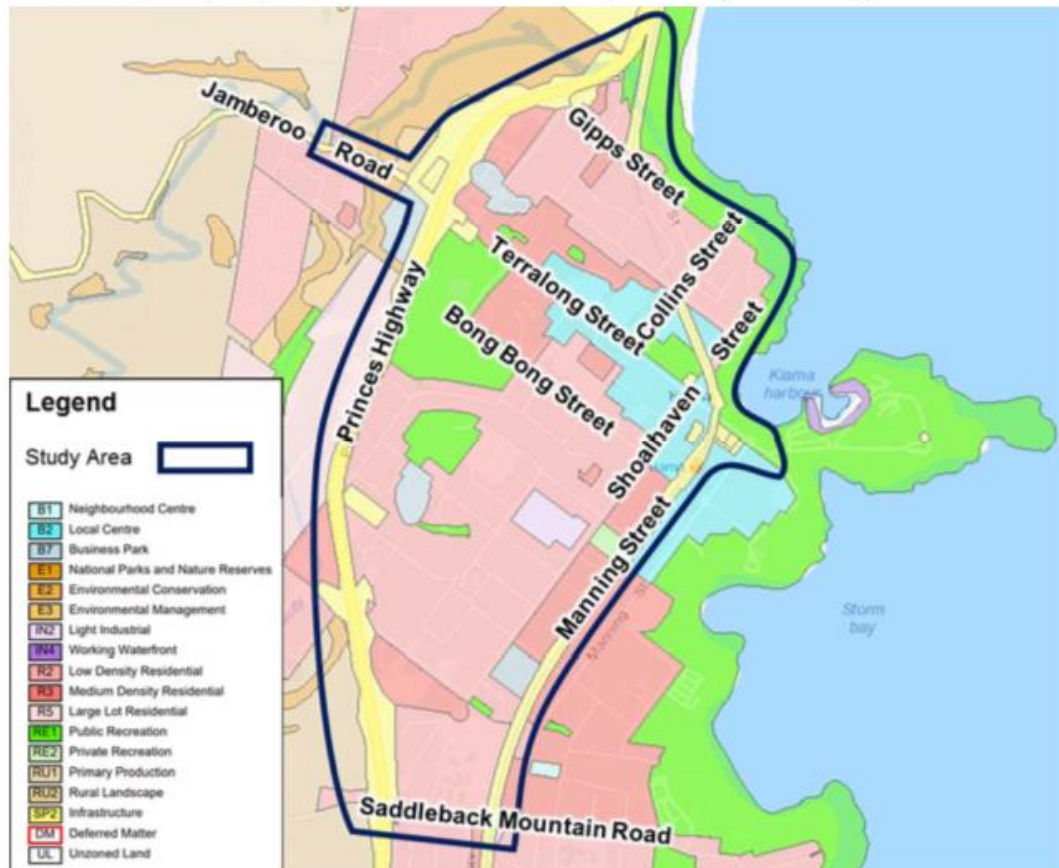 Jamberoo
Road
Gipps Street
Collins Street
Terralong Street
Street
Bong Bong Street
Princes Highway
Kiama
harbour
Shoalhaven
Manning Street
Manning St
Storm
bay
Saddleback Mountain Road
Legend
Study Area
B1 Neighbourhood Centre
B2 Local Centre
B7 Business Park
E1 National Parks and Nature Reserves
E2 Environmental Conservation
E3 Environmental Management
IN2 Light Industrial
IN4 Working Waterfront
R2 Low Density Residential
R3 Medium Density Residential
R5 Large Lot Residential
RE1 Public Recreation
RE2 Private Recreation
RU1 Primary Production
RU2 Rural Landscape
SP2 Infrastructure
DM Deferred Matter
UL Unzoned Land